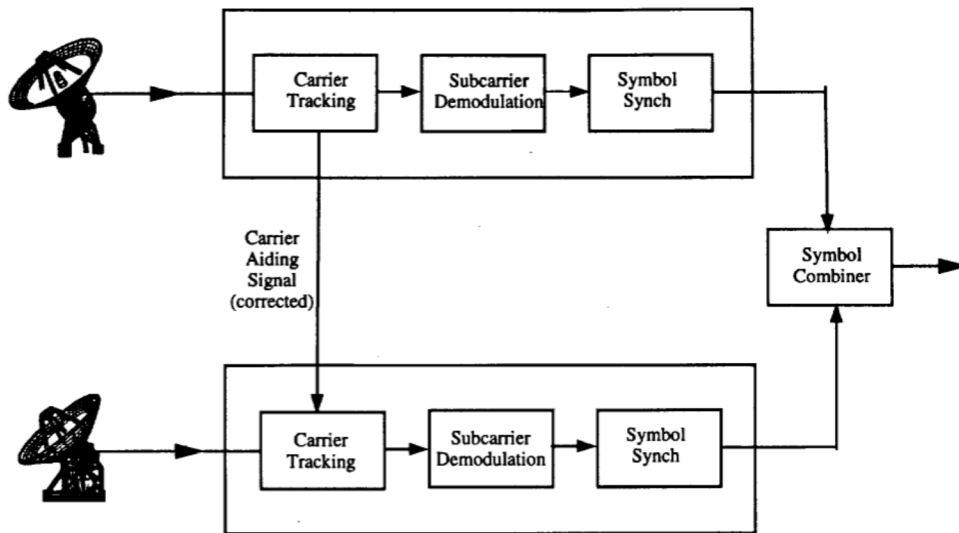 Carrier
Tracking
Subcarrier
Demodulation
Symbol
Synch
Carrier
Aiding
Signal
(corrected)
Symbol
Combiner
Carrier
Tracking
Subcarrier
Demodulation
Symbol
Synch